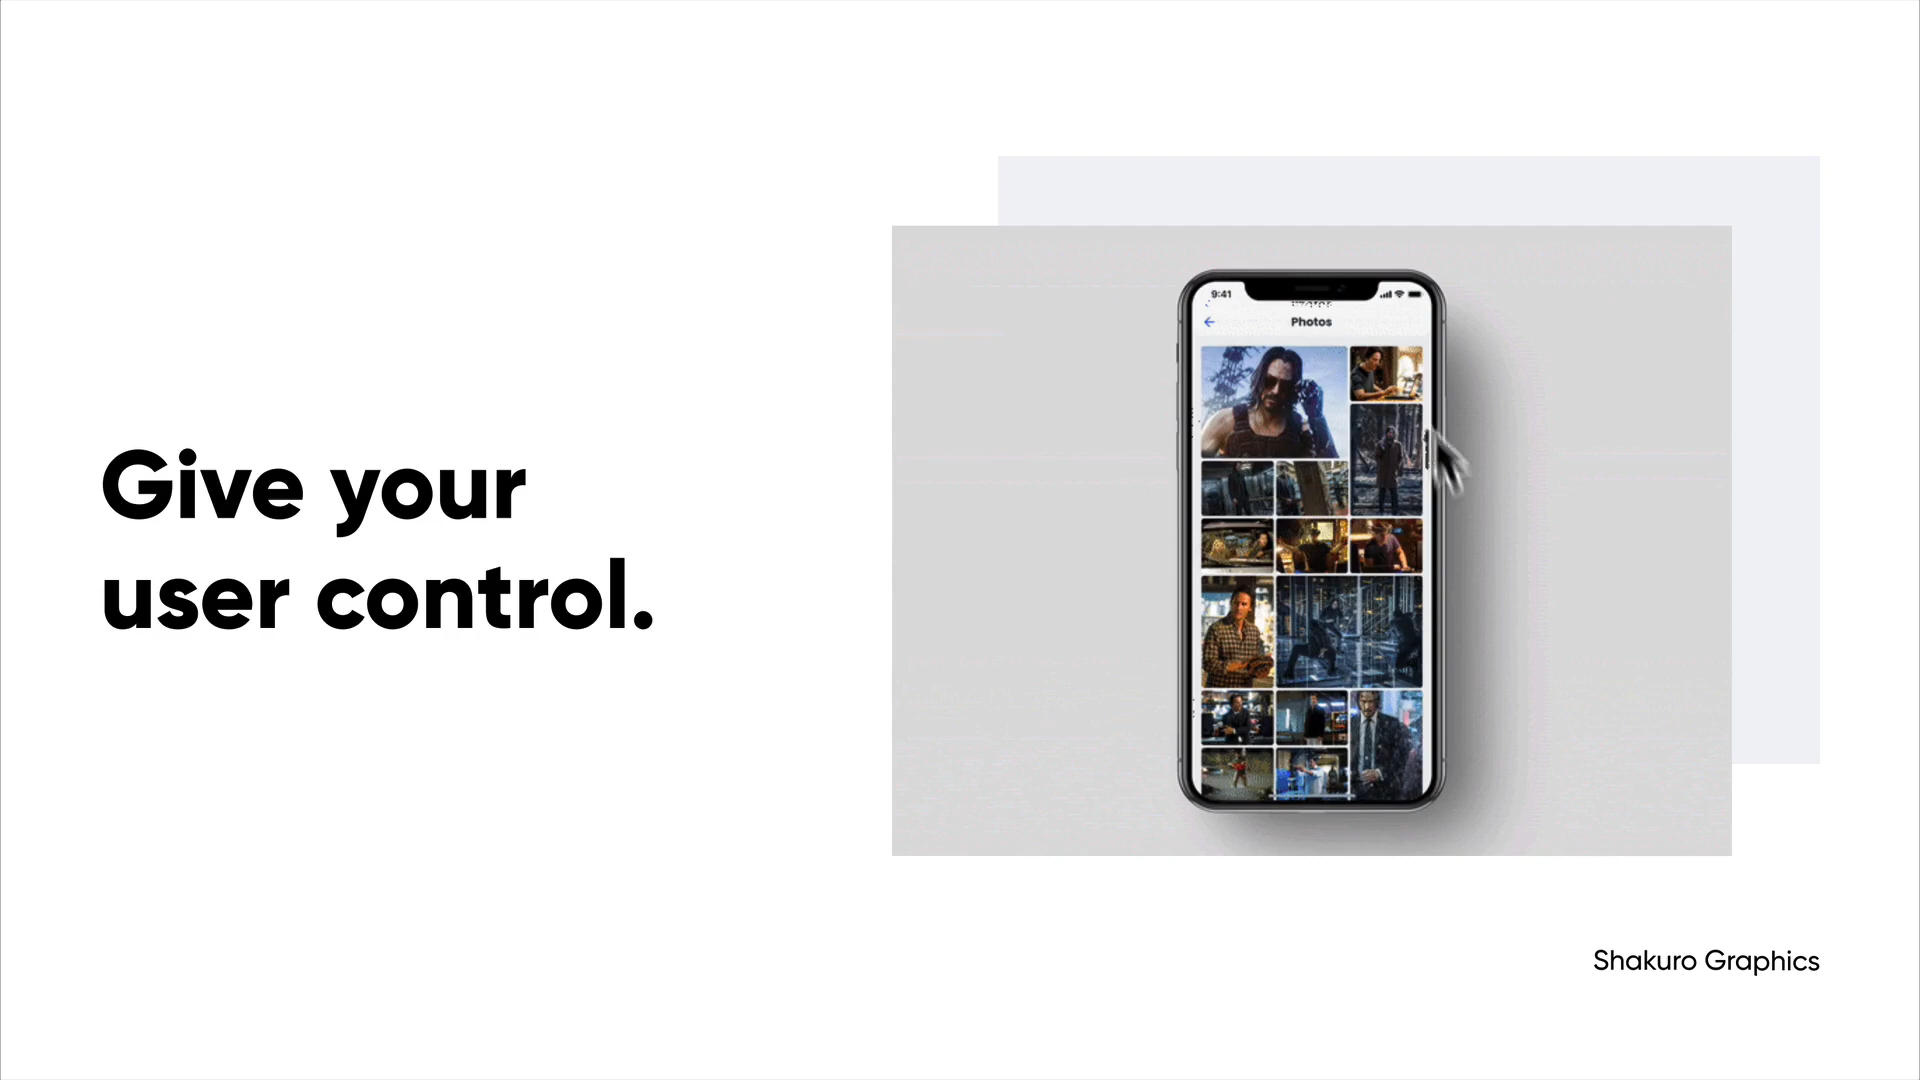 Give your
user control.
9:41
Photos
Shakuro Graphics